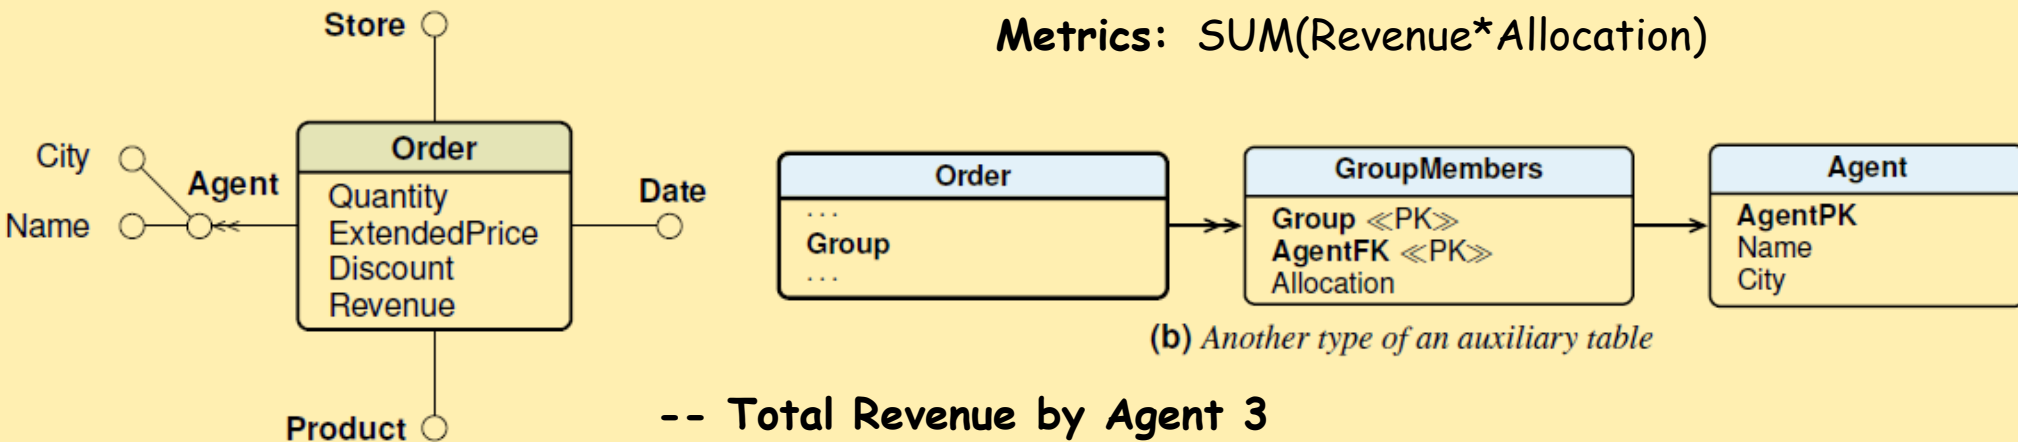 Store
Metrics: SUM(Revenue*Allocation)
City
Name
Agent
Order
Quantity
ExtendedPrice
Discount
Revenue
Date
Product
Order
. . .
Group
. . .
GroupMembers
Group ≪PK≫
AgentFK ≪PK≫
Allocation
Agent
AgentPK
Name
City
(b) Another type of an auxiliary table
-- Total Revenue by Agent 3